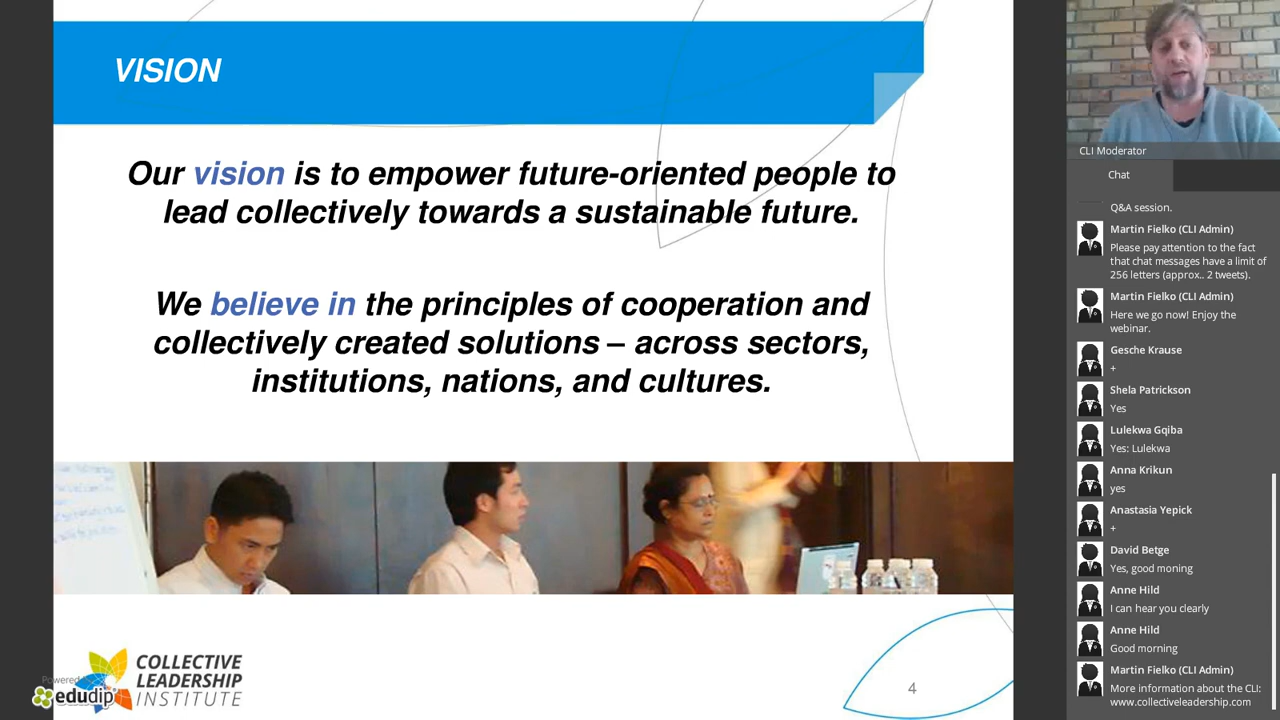 VISION
Our vision is to empower future-oriented people to
lead collectively towards a sustainable future.
We believe in the principles of cooperation and
collectively created solutions – across sectors,
institutions, nations, and cultures.
COLLECTIVE
LEADERSHIP
INSTITUTE
Powered
edudip
4
CLI Moderator
Chat
Q&A session.
Martin Fielko (CLI Admin)
Please pay attention to the fact
that chat messages have a limit of
256 letters (approx.. 2 tweets).
Martin Fielko (CLI Admin)
Here we go now! Enjoy the
webinar.
Gesche Krause
+
Shela Patrickson
Yes
Lulekwa Gqiba
Yes: Lulekwa
Anna Krikun
yes
Anastasia Yepick
+
David Betge
Yes, good moning
Anne Hild
I can hear you clearly
Anne Hild
Good morning
Martin Fielko (CLI Admin)
More information about the CLI:
www.collectiveleadership.com